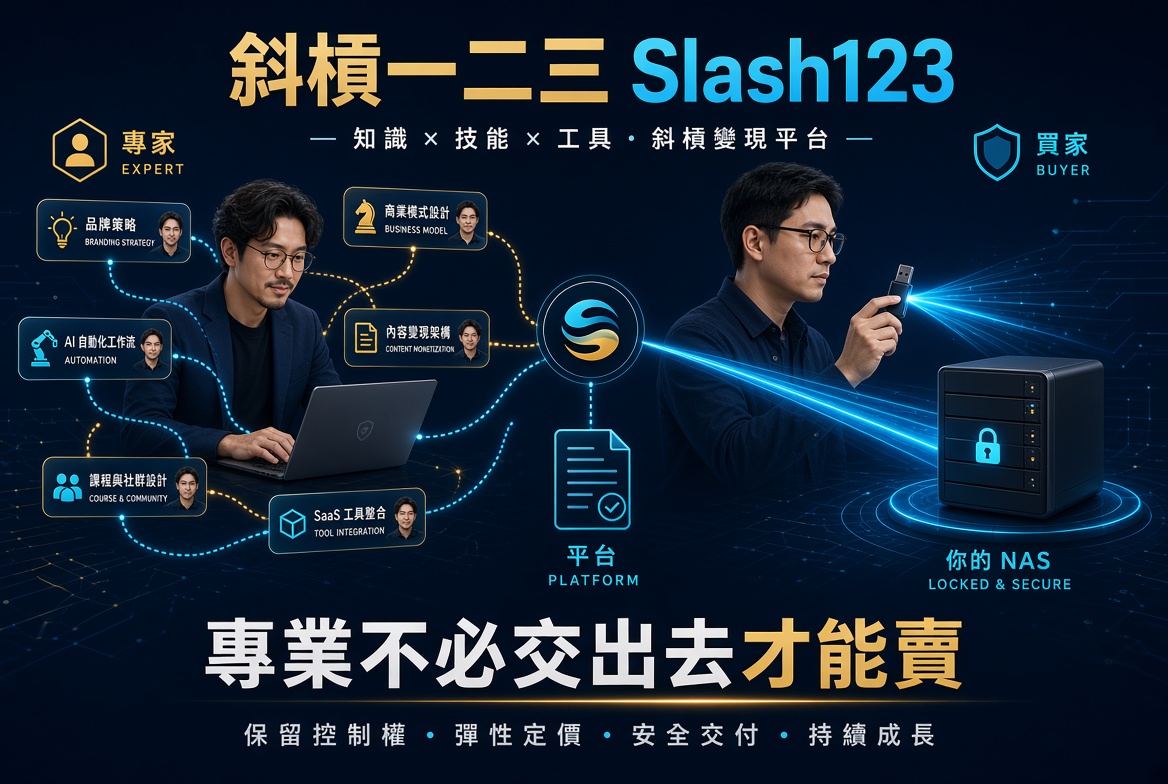 斜槓一二三 Slash123
知識 × 技能 × 工具・斜槓變現平台
專家
EXPERT
買家
BUYER
品牌策略
BRANDING STRATEGY
商業模式設計
BUSINESS MODEL
AI 自動化工作流
AUTOMATION
內容變現架構
CONTENT MONETIZATION
課程與社群設計
COURSE & COMMUNITY
SaaS 工具整合
TOOL INTEGRATION
平台
PLATFORM
你的 NAS
LOCKED & SECURE
專業不必交出去才能賣
保留控制權・彈性定價・安全交付・持續成長